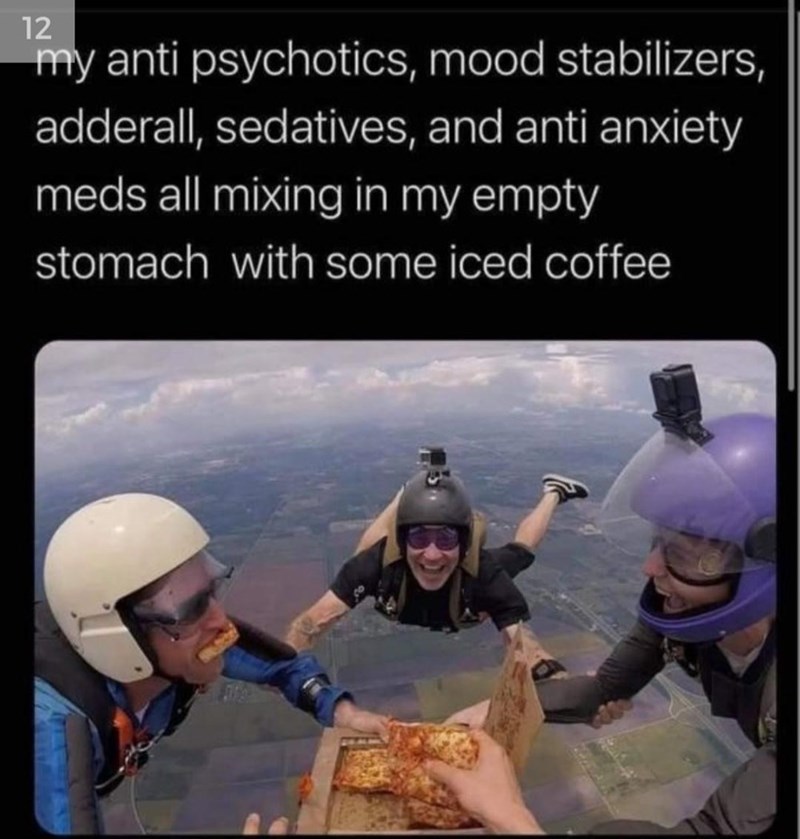 12
my anti psychotics, mood stabilizers,
adderall, sedatives, and anti anxiety
meds all mixing in my empty
stomach with some iced coffee